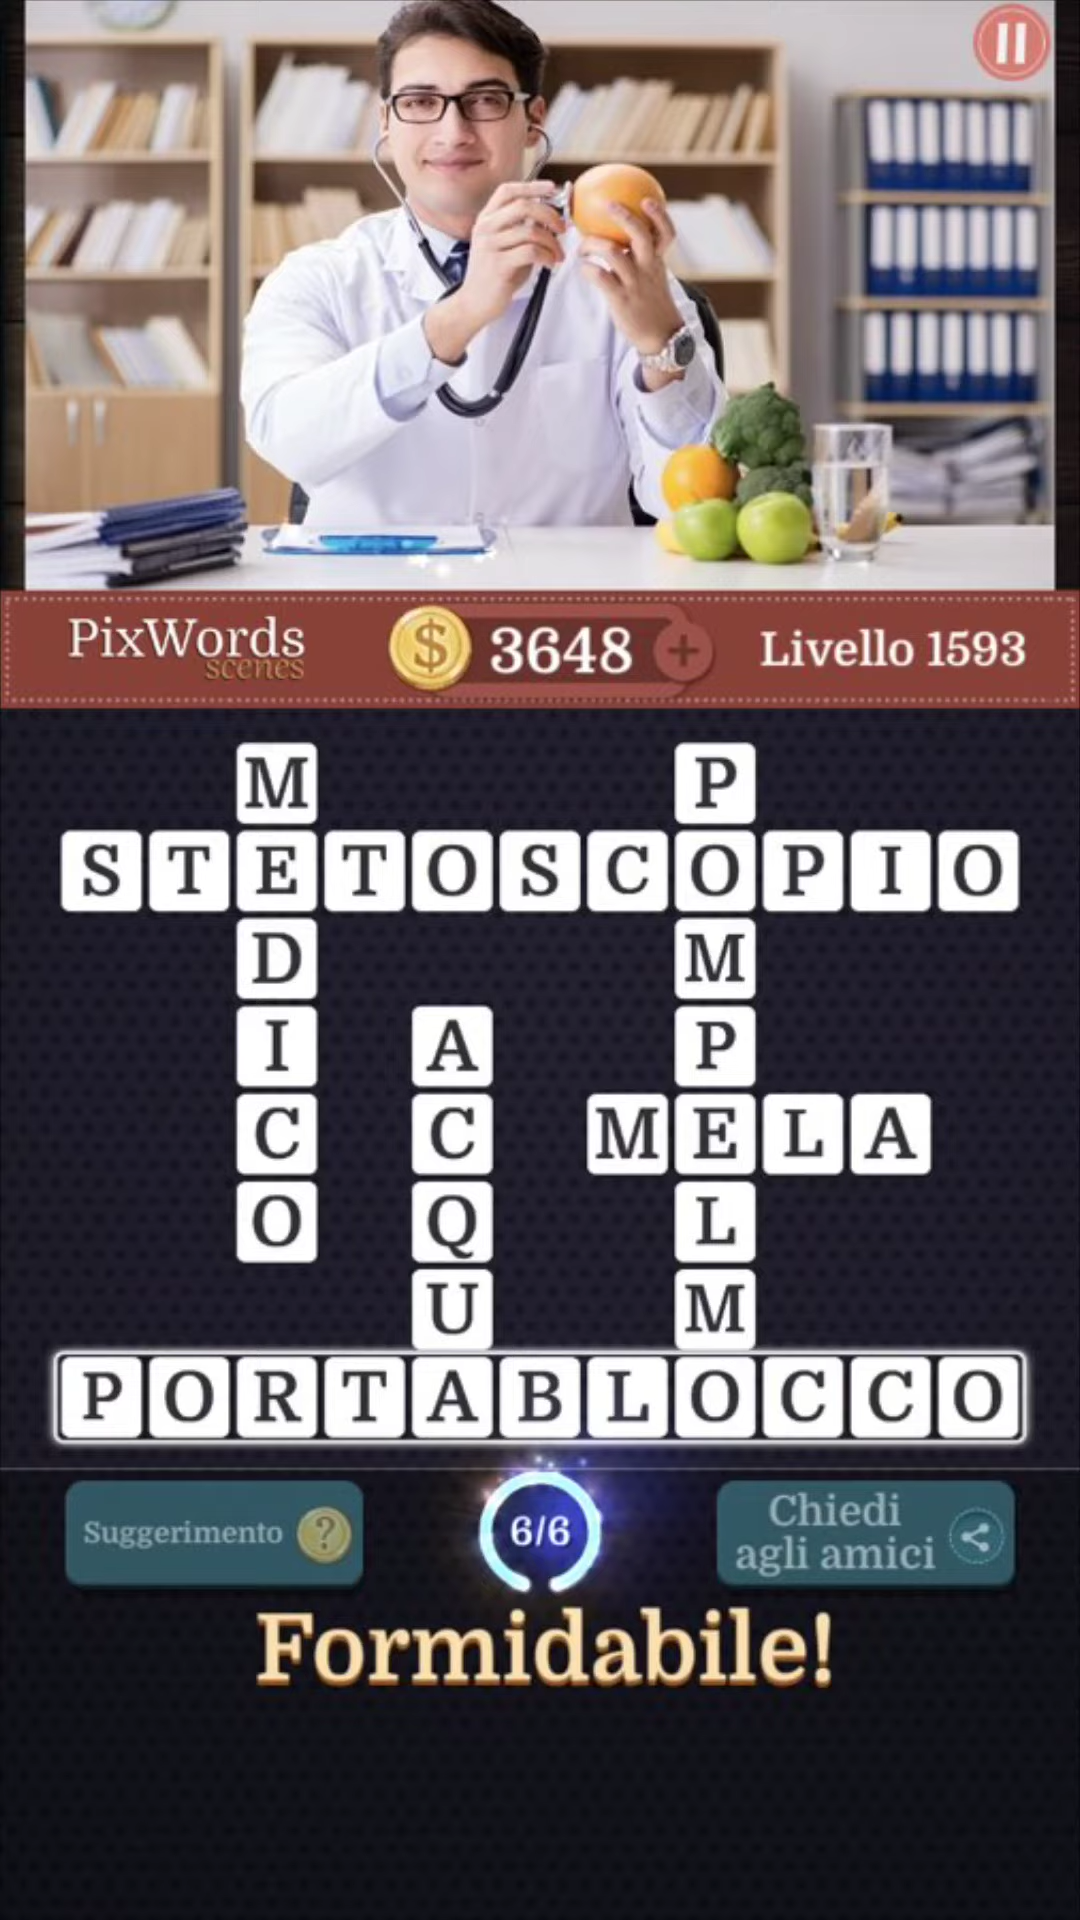 PixWords
scenes
$ 3648 +
Livello 1593
M P
STETOSCOPIO
D M
I A P
C C MELA
O Q L
U M
PORTABLOCCO
Suggerimento ?
6/6
Chiedi
agli amici
Formidabile!